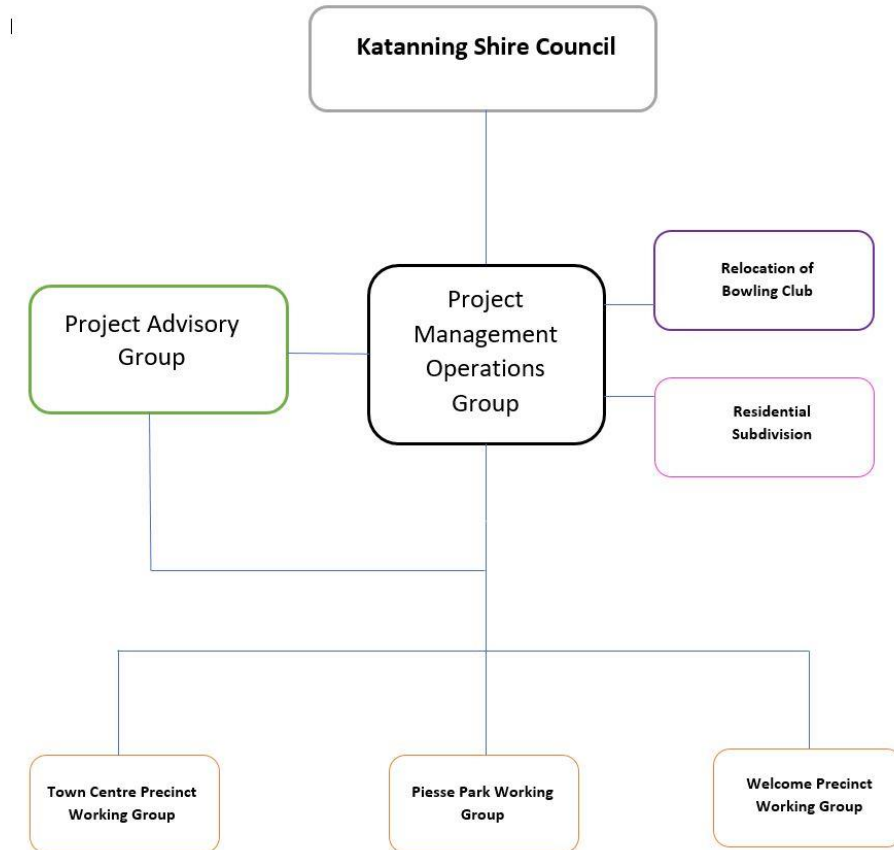 Katanning Shire Council
Project Advisory
Group
Project
Management
Operations
Group
Relocation of
Bowling Club
Residential
Subdivision
Town Centre Precinct
Working Group
Piesse Park Working
Group
Welcome Precinct
Working Group